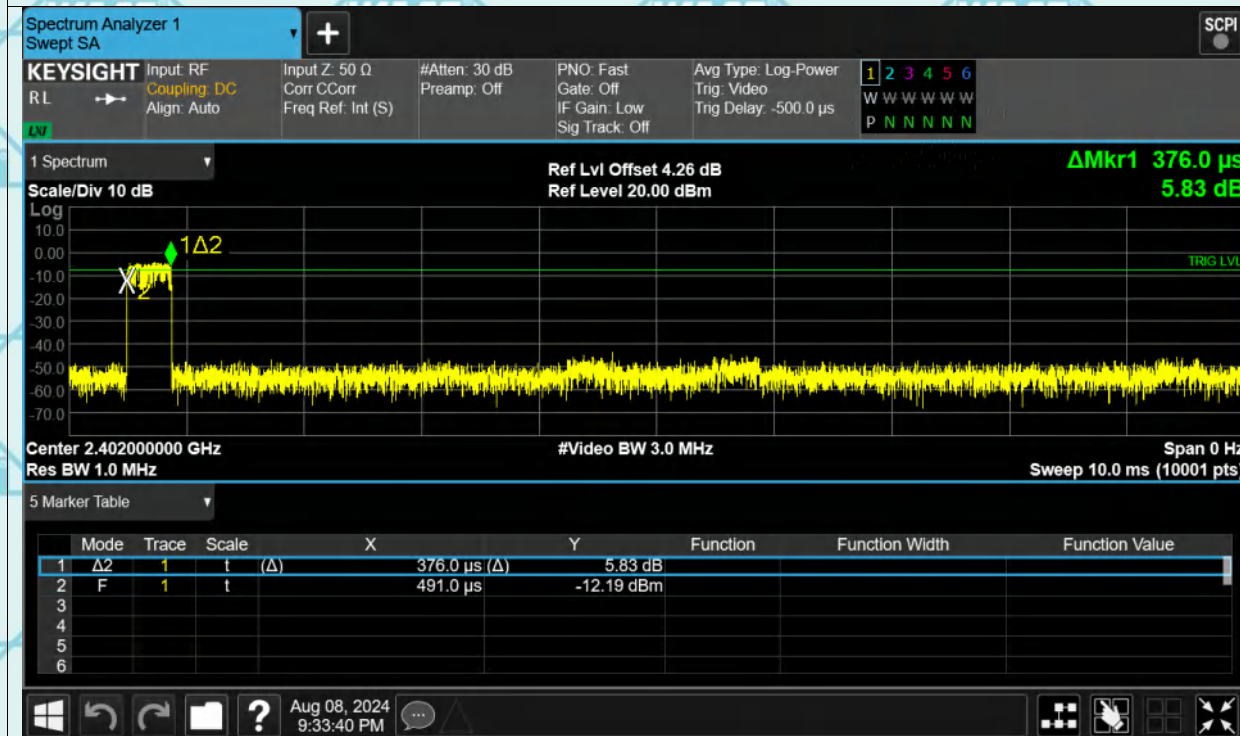 Spectrum Analyzer 1
Swept SA
+
SCPI
KEYSIGHT
RL
LXI
Input: RF
Coupling: DC
Align: Auto
Input Z: 50 Ω
Corr CCorr
Freq Ref: Int (S)
#Atten: 30 dB
Preamp: Off
PNO: Fast
Gate: Off
IF Gain: Low
Sig Track: Off
Avg Type: Log-Power
Trig: Video
Trig Delay: -500.0 µs
1 2 3 4 5 6
W W W W W W
P N N N N N
1 Spectrum
Scale/Div 10 dB
Ref Lvl Offset 4.26 dB
Ref Level 20.00 dBm
ΔMkr1 376.0 µs
5.83 dB
Log
10.0
0.00
-10.0
-20.0
-30.0
-40.0
-50.0
-60.0
-70.0
1Δ2
X2
TRIG LVL
Center 2.402000000 GHz
#Video BW 3.0 MHz
Span 0 Hz
Res BW 1.0 MHz
Sweep 10.0 ms (10001 pts)
5 Marker Table
Mode Trace Scale X Y Function Function Width Function Value
1 Δ2 1 t (Δ) 376.0 µs (Δ) 5.83 dB
2 F 1 t 491.0 µs -12.19 dBm
3
4
5
6
?
Aug 08, 2024
9:33:40 PM